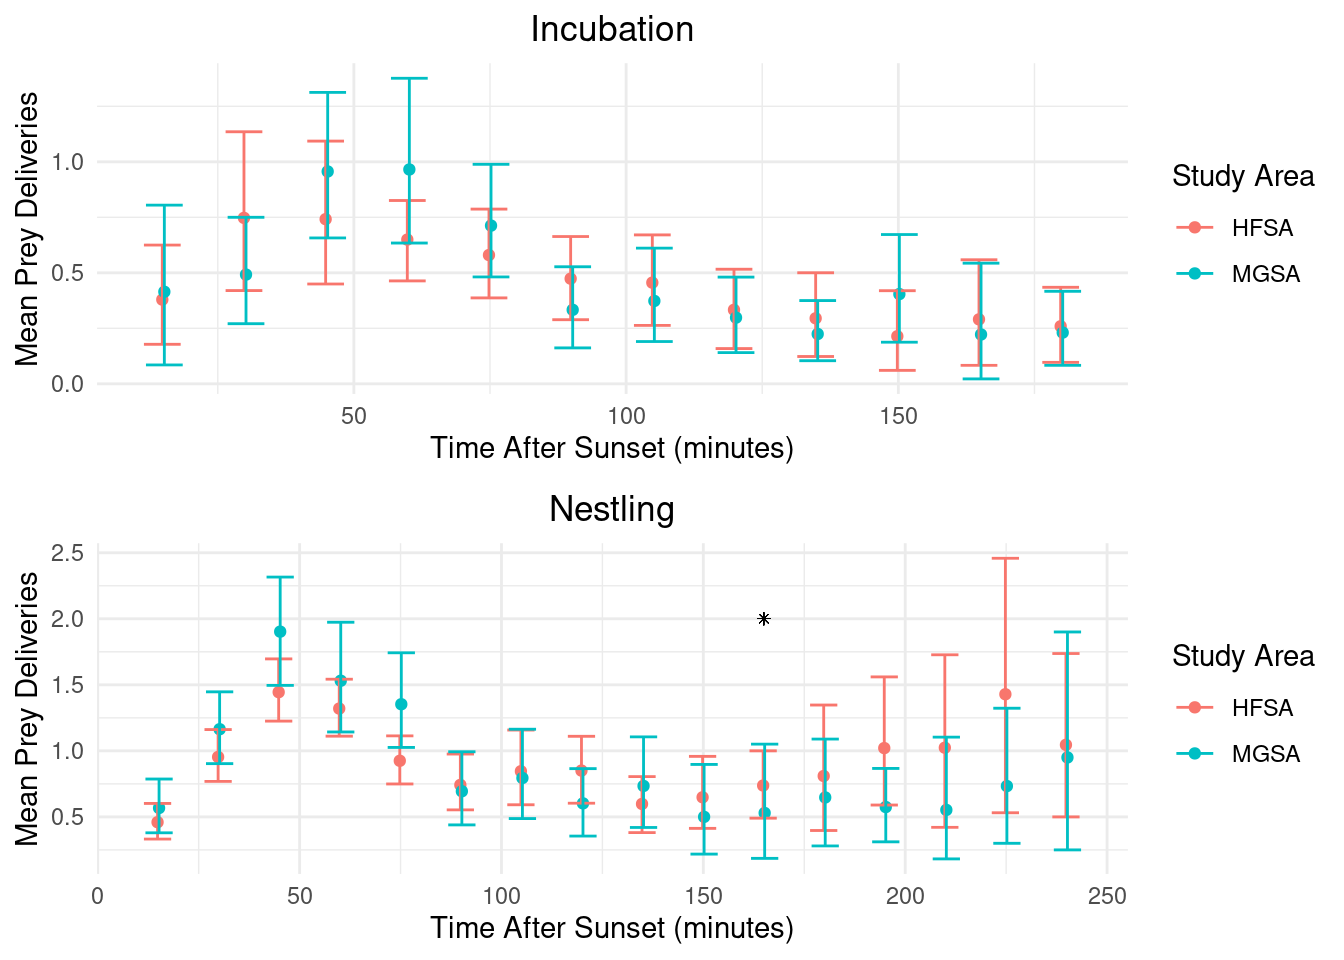 Incubation
Mean Prey Deliveries
1.0
0.5
0.0
50 100 150
Time After Sunset (minutes)
Study Area
HFSA
MGSA
Nestling
Mean Prey Deliveries
2.5
2.0
1.5
1.0
0.5
*
0 50 100 150 200 250
Time After Sunset (minutes)
Study Area
HFSA
MGSA